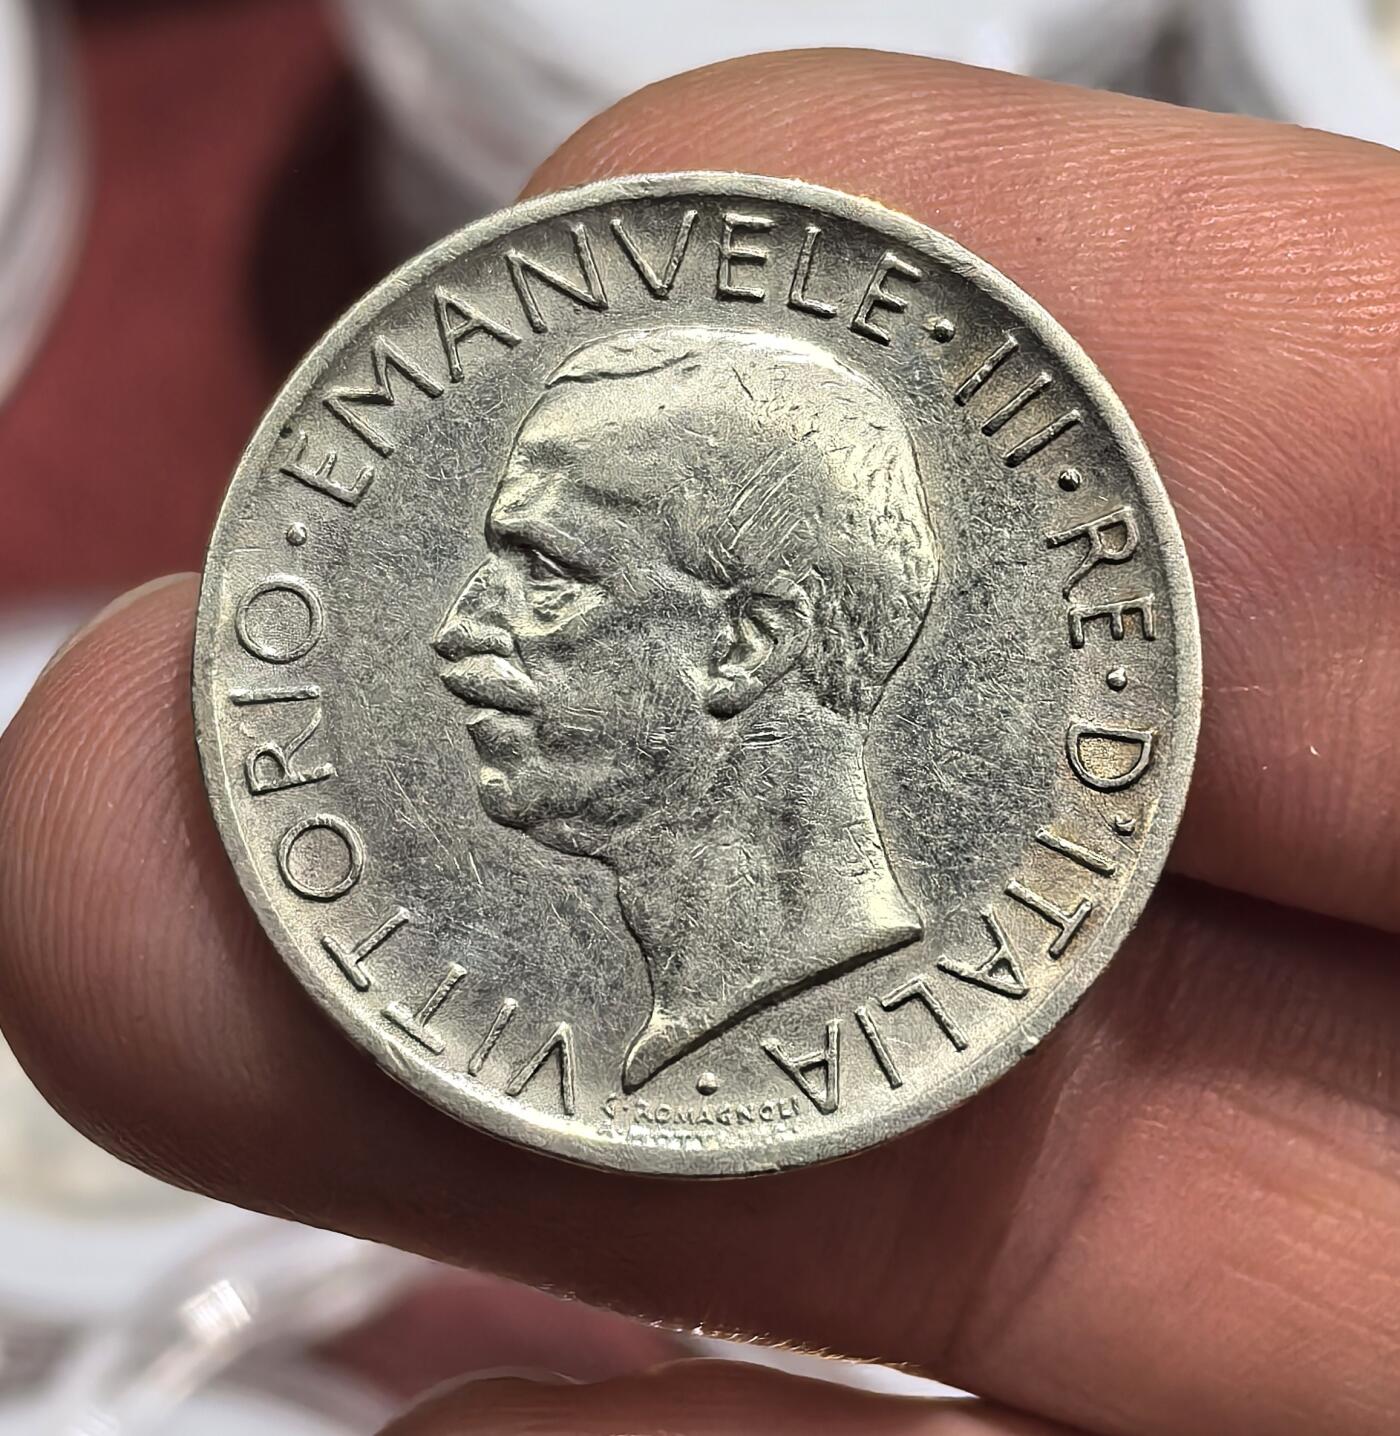 VITTORIO · EMANVELE · III · RE · D'ITALIA ·
G. ROMAGNOLI